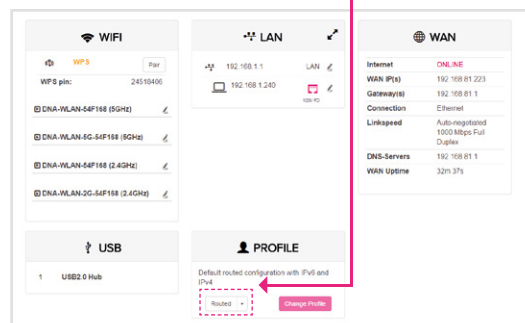 WIFI
WPS
Pair
WPS pin: 24518406
DNA-WLAN-54F168 (5GHz)
DNA-WLAN-5G-54F168 (5GHz)
DNA-WLAN-54F168 (2.4GHz)
DNA-WLAN-2G-54F168 (2.4GHz)
LAN
192.168.1.1 LAN
192.168.1.240
WAN
Internet ONLINE
WAN IP(s) 192.168.81.223
Gateway(s) 192.168.81.1
Connection Ethernet
Linkspeed Auto-negotiated
1000 Mbps Full
Duplex
DNS-Servers 192.168.81.1
WAN Uptime 32m 37s
USB
1 USB2.0 Hub
PROFILE
Default routed configuration with IPv6 and
IPv4
Routed
Change Profile